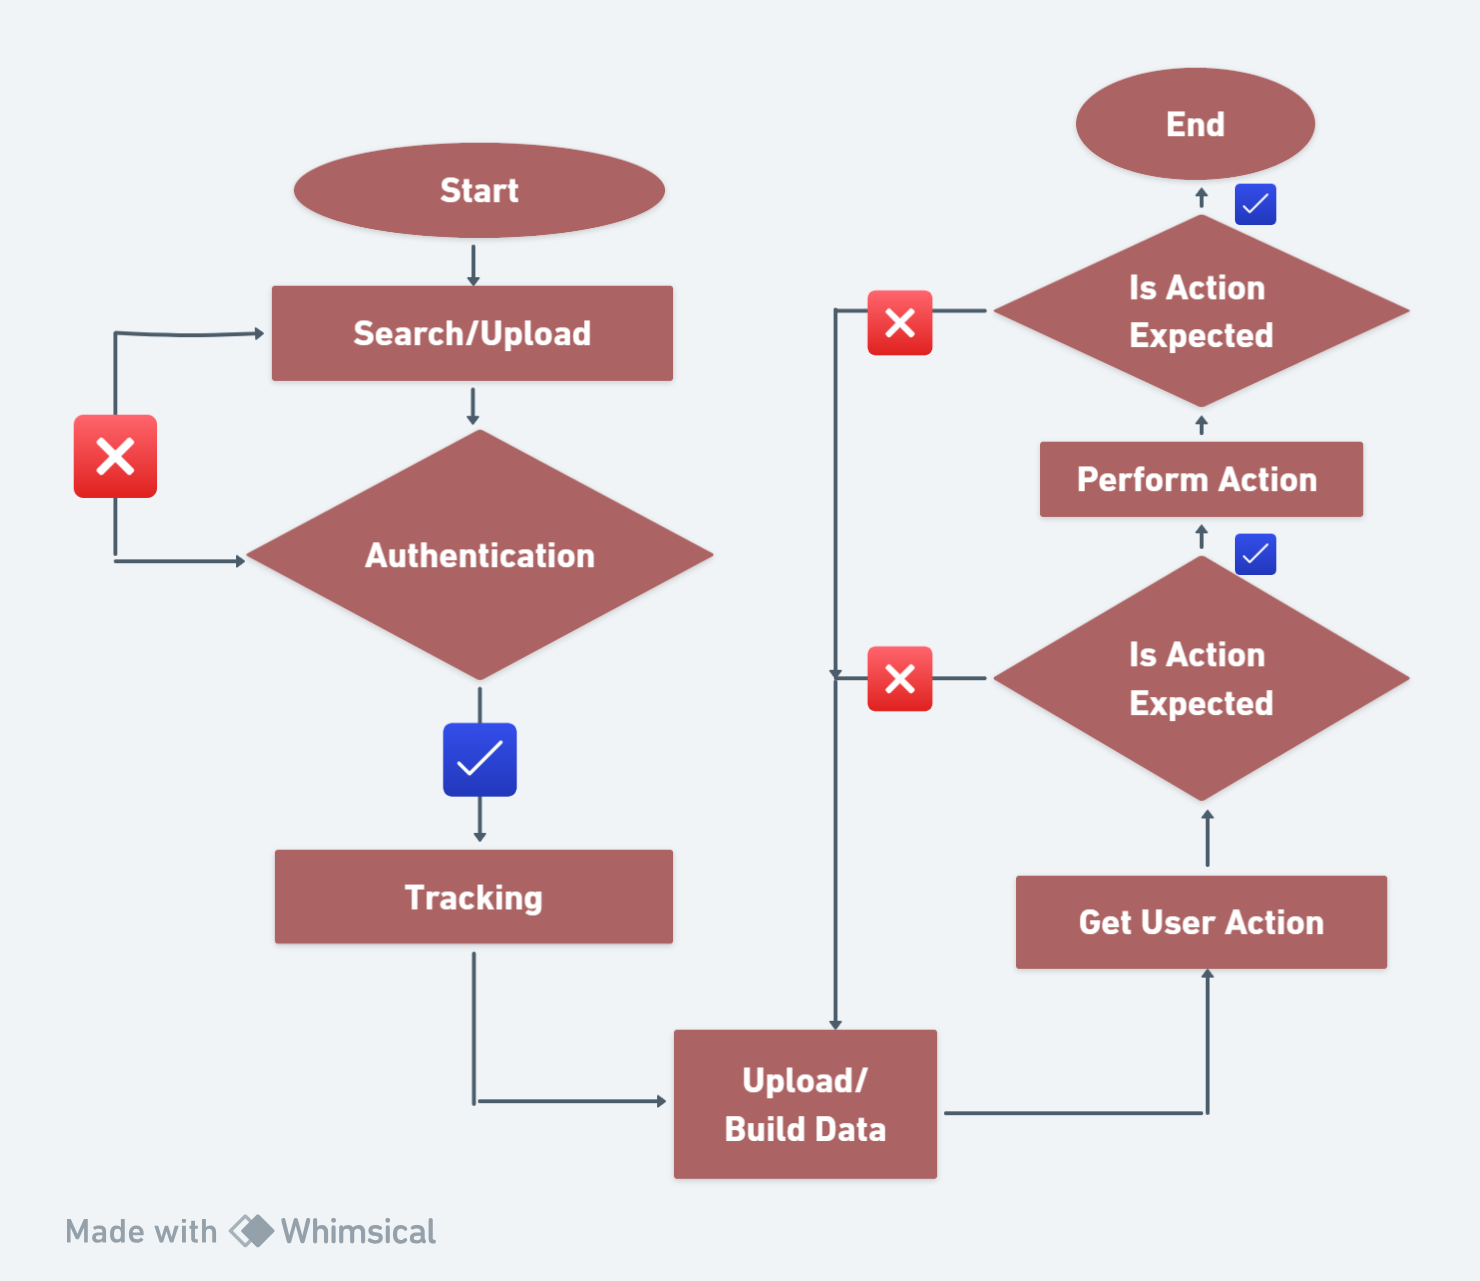 Start
Search/Upload
Authentication
Tracking
Upload/
Build Data
Get User Action
Is Action
Expected
Perform Action
Is Action
Expected
End
Made with Whimsical